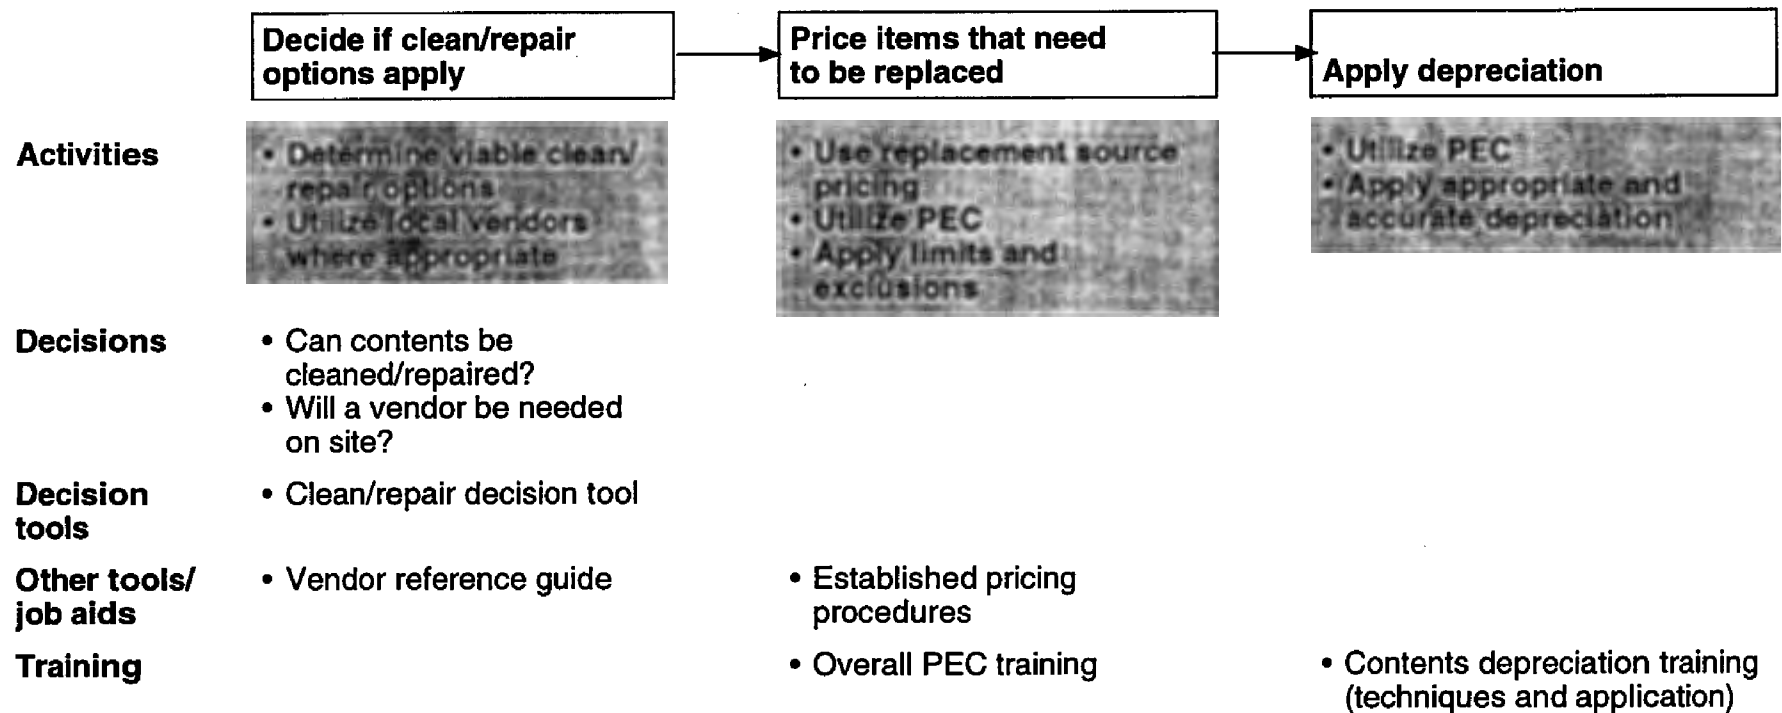 Decide if clean/repair
options apply
Price items that need
to be replaced
Apply depreciation
Activities
• Determine viable clean/
repair options
• Utilize local vendors
where appropriate
• Use replacement source
pricing
• Utilize PEC
• Apply limits and
exclusions
• Utilize PEC
• Apply appropriate and
accurate depreciation
Decisions
• Can contents be
cleaned/repaired?
• Will a vendor be needed
on site?
Decision
tools
• Clean/repair decision tool
Other tools/
job aids
• Vendor reference guide
• Established pricing
procedures
Training
• Overall PEC training
• Contents depreciation training
(techniques and application)